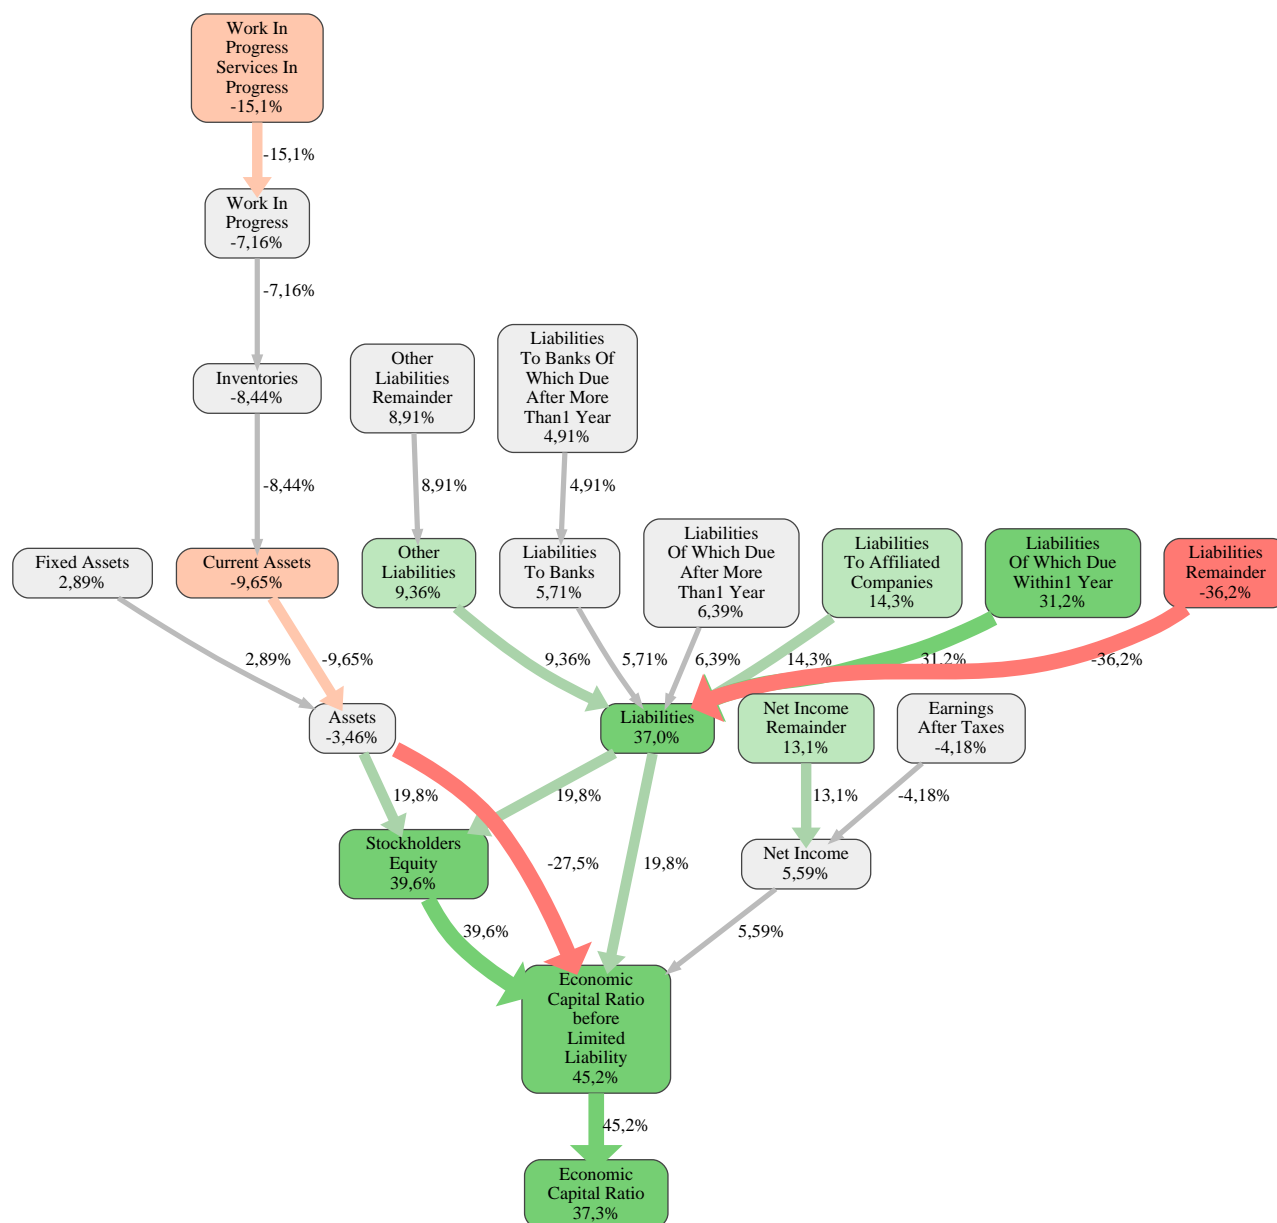 Work In
Progress
Services In
Progress
-15,1%
-15,1%
Work In
Progress
-7,16%
-7,16%
Inventories
-8,44%
Other
Liabilities
Remainder
8,91%
Liabilities
To Banks Of
Which Due
After More
Than1 Year
4,91%
-8,44%
8,91%
4,91%
Fixed Assets
2,89%
Current Assets
-9,65%
Other
Liabilities
9,36%
Liabilities
To Banks
5,71%
Liabilities
Of Which Due
After More
Than1 Year
6,39%
Liabilities
To Affiliated
Companies
14,3%
Liabilities
Of Which Due
Within1 Year
31,2%
Liabilities
Remainder
-36,2%
2,89%
-9,65%
9,36%
5,71%
6,39%
14,3%
31,2%
-36,2%
Assets
-3,46%
Liabilities
37,0%
Net Income
Remainder
13,1%
Earnings
After Taxes
-4,18%
19,8%
19,8%
13,1%
-4,18%
Stockholders
Equity
39,6%
-27,5%
19,8%
Net Income
5,59%
39,6%
5,59%
Economic
Capital Ratio
before
Limited
Liability
45,2%
45,2%
Economic
Capital Ratio
37,3%